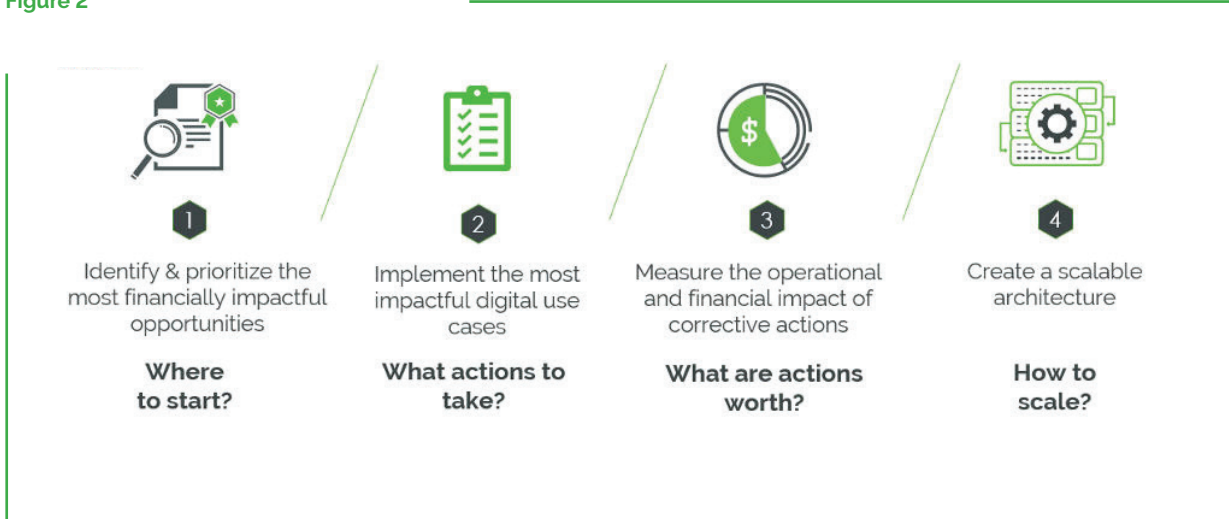 Figure 2
1
Identify & prioritize the
most financially impactful
opportunities
Where
to start?
2
Implement the most
impactful digital use
cases
What actions to
take?
$
3
Measure the operational
and financial impact of
corrective actions
What are actions
worth?
4
Create a scalable
architecture
How to
scale?